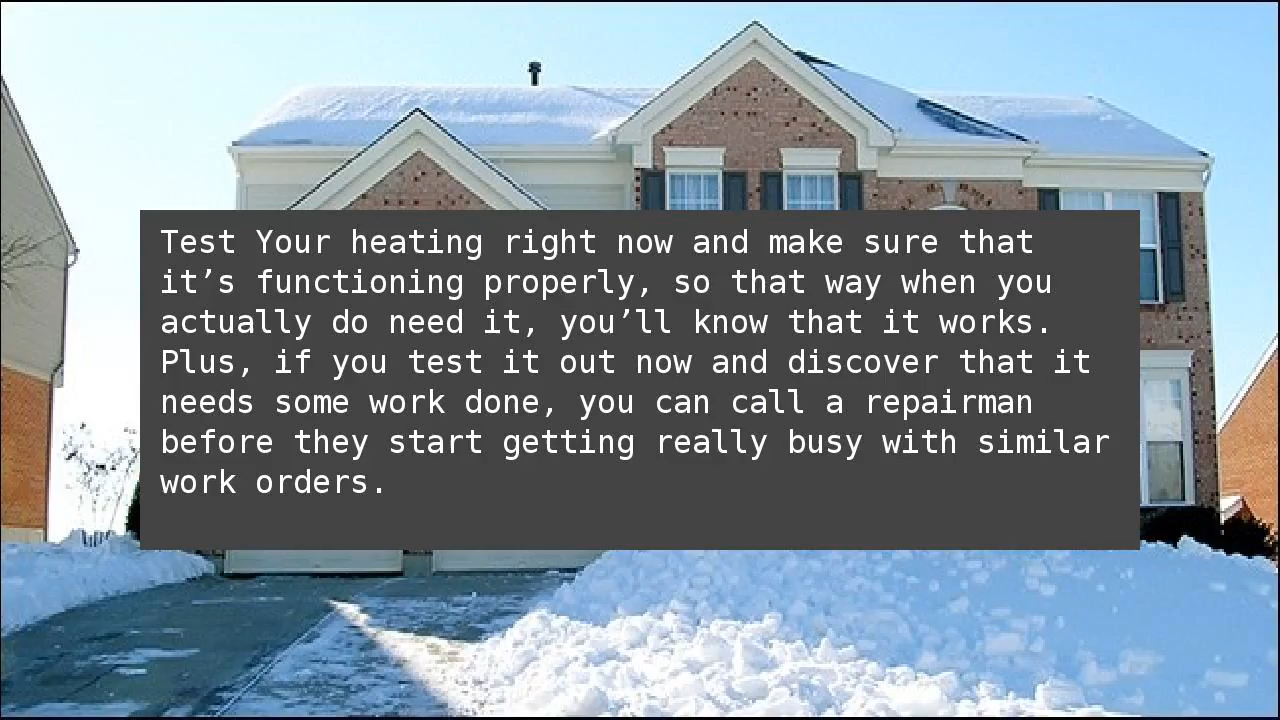 Test Your heating right now and make sure that
it’s functioning properly, so that way when you
actually do need it, you’ll know that it works.
Plus, if you test it out now and discover that it
needs some work done, you can call a repairman
before they start getting really busy with similar
work orders.